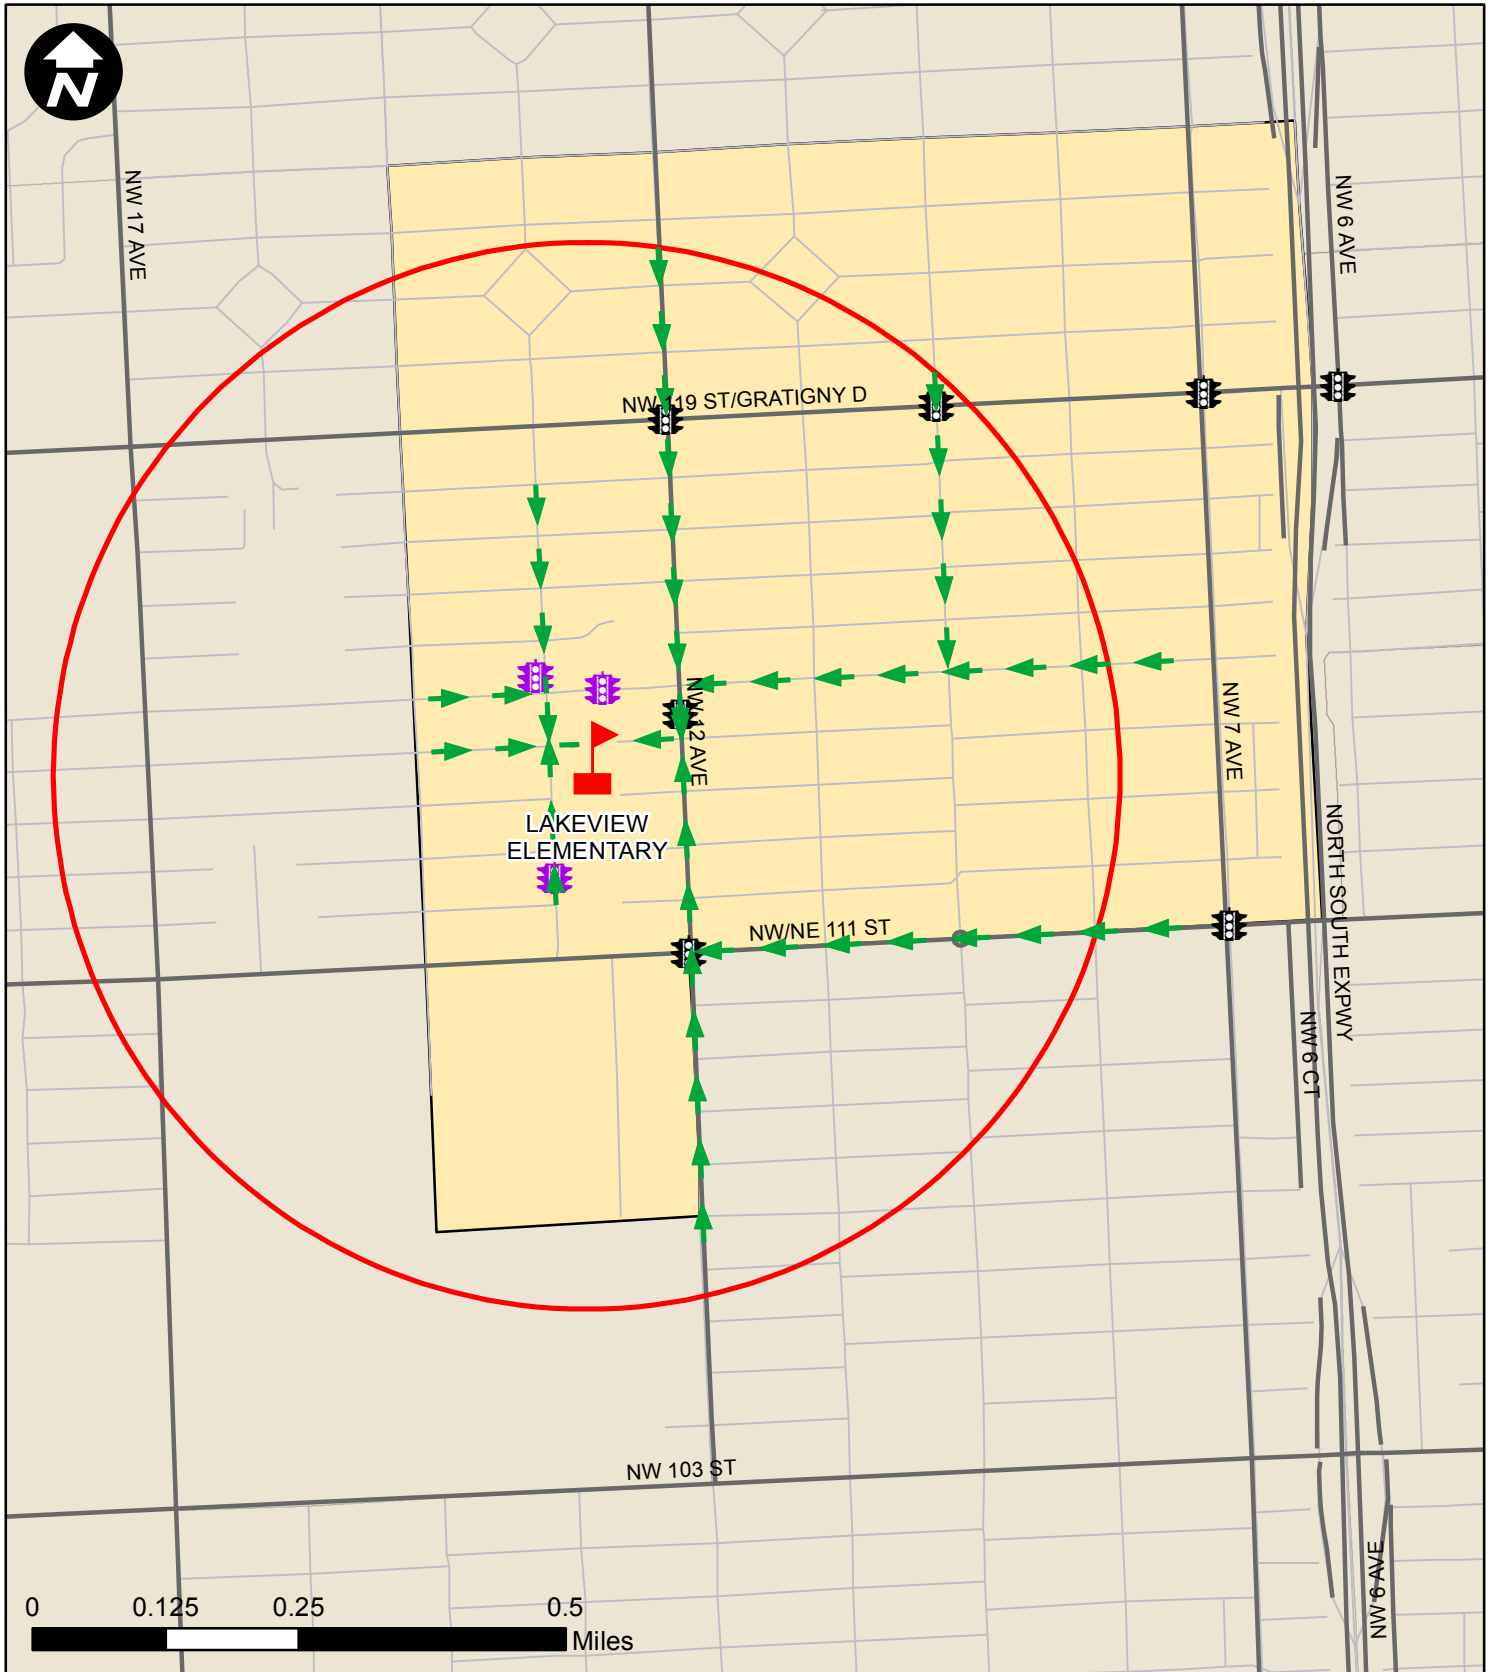 N
NW 17 AVE
NW 6 AVE
NW 119 ST/GRATIGNY D
NW 12 AVE
NW 7 AVE
LAKEVIEW
ELEMENTARY
NW/NE 111 ST
NORTH SOUTH EXPWY
NW 6 CT
NW 103 ST
NW 6 AVE
0 0.125 0.25 0.5
Miles